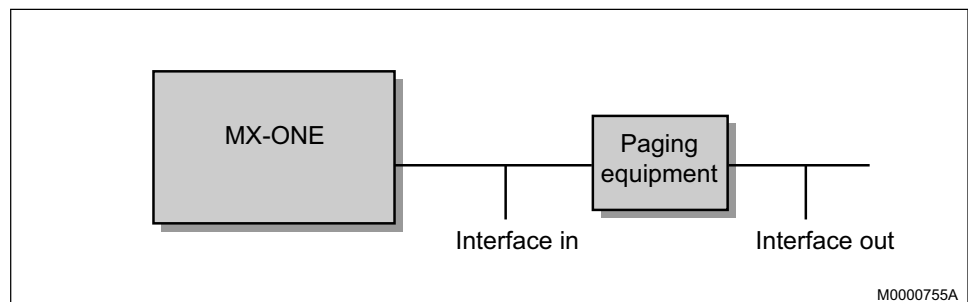 MX-ONE
Paging
equipment
Interface in
Interface out
M0000755A